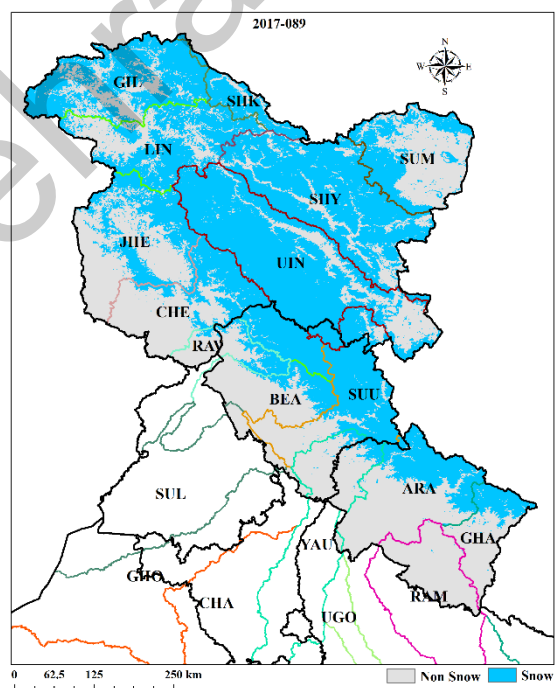 2017-089
N
W E
S
GIL
SHK
LIN
SUM
SHY
JHE
UIN
CHE
RAV
BEA
SUU
SUL
ARA
YAU
GHA
GHO
CHA
UGO
RAM
0 62.5 125 250 km
Non Snow Snow